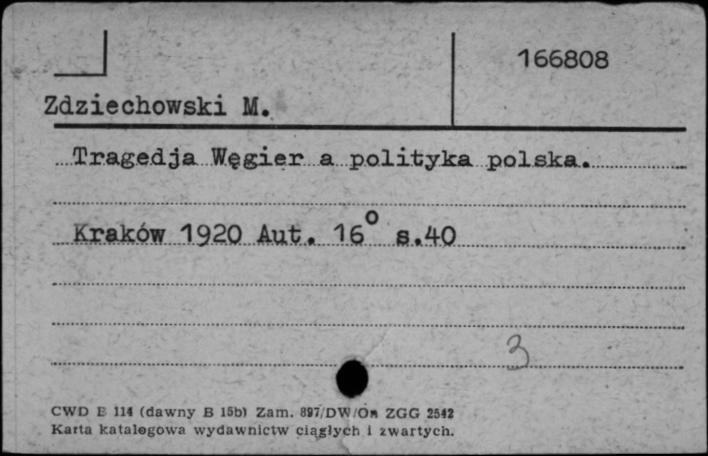 166808
Zdziechowski M.
Tragedja Węgier a polityka polska.
Kraków 1920 Aut. 16° s.40
3
CWD B 114 (dawny B 15b) Zam. 897/DW/On ZGG 2542
Karta katalogowa wydawnictw ciągłych i zwartych.